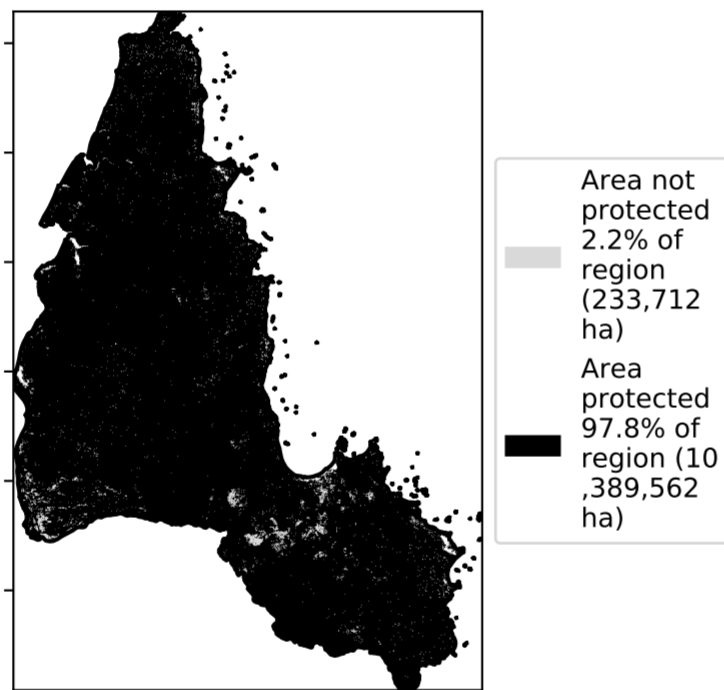 Area not
protected
2.2% of
region
(233,712
ha)
Area
protected
97.8% of
region (10
,389,562
ha)